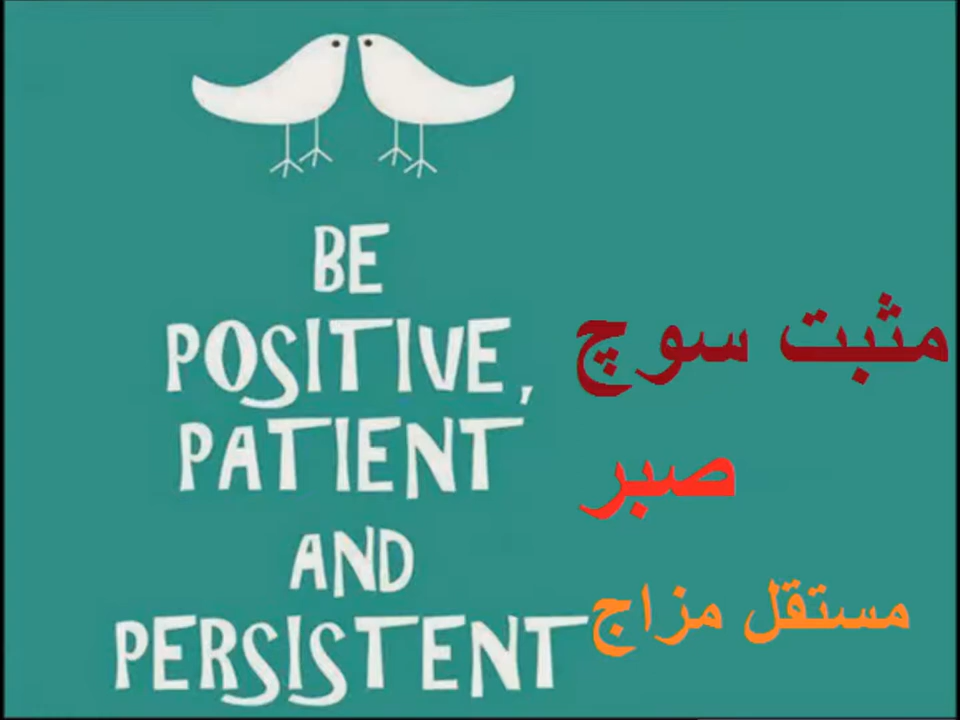 BE
POSITIVE,
PATIENT
AND
PERSISTENT
مثبت سوچ
صبر
مستقل مزاج